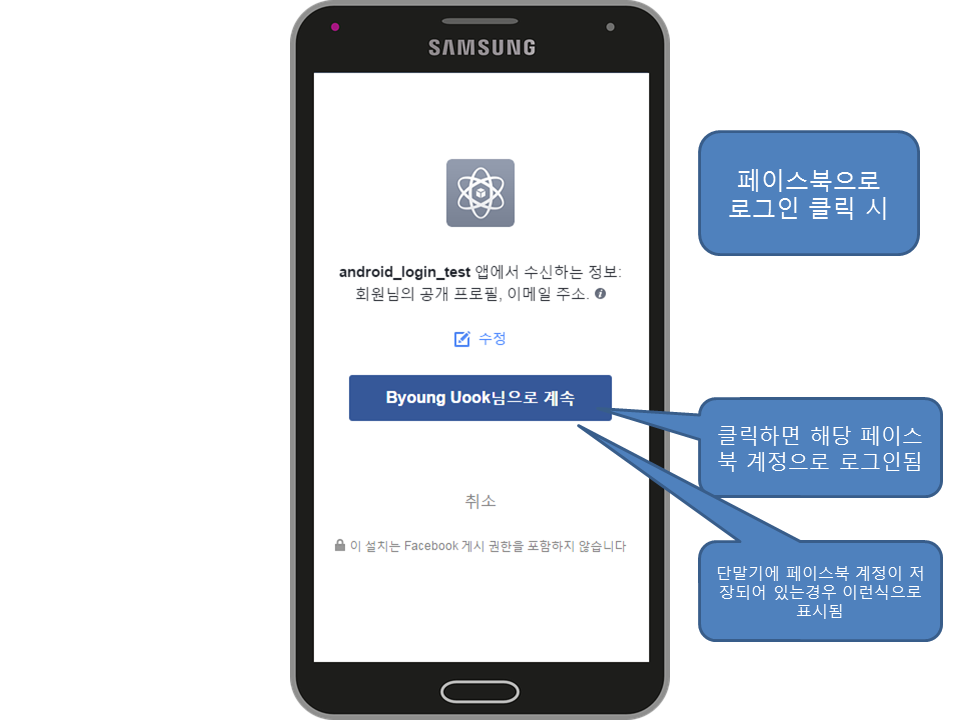 SAMSUNG
android_login_test 앱에서 수신하는 정보:
회원님의 공개 프로필, 이메일 주소.
수정
Byoung Uook님으로 계속
취소
이 설치는 Facebook 게시 권한을 포함하지 않습니다
페이스북으로
로그인 클릭 시
클릭하면 해당 페이스
북 계정으로 로그인됨
단말기에 페이스북 계정이 저
장되어 있는경우 이런식으로
표시됨